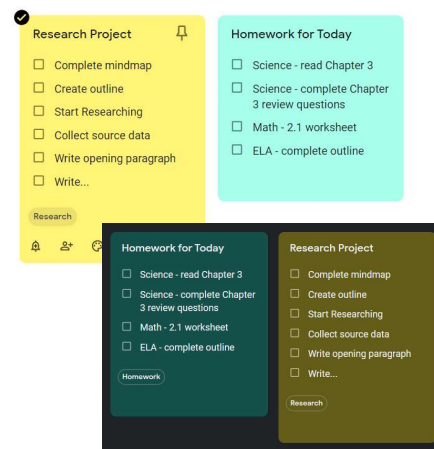 Research Project
Complete mindmap
Create outline
Start Researching
Collect source data
Write opening paragraph
Write...
Research
Homework for Today
Science - read Chapter 3
Science - complete Chapter
3 review questions
Math - 2.1 worksheet
ELA - complete outline
Homework for Today
Science - read Chapter 3
Science - complete Chapter
3 review questions
Math - 2.1 worksheet
ELA - complete outline
Homework
Research Project
Complete mindmap
Create outline
Start Researching
Collect source data
Write opening paragraph
Write...
Research